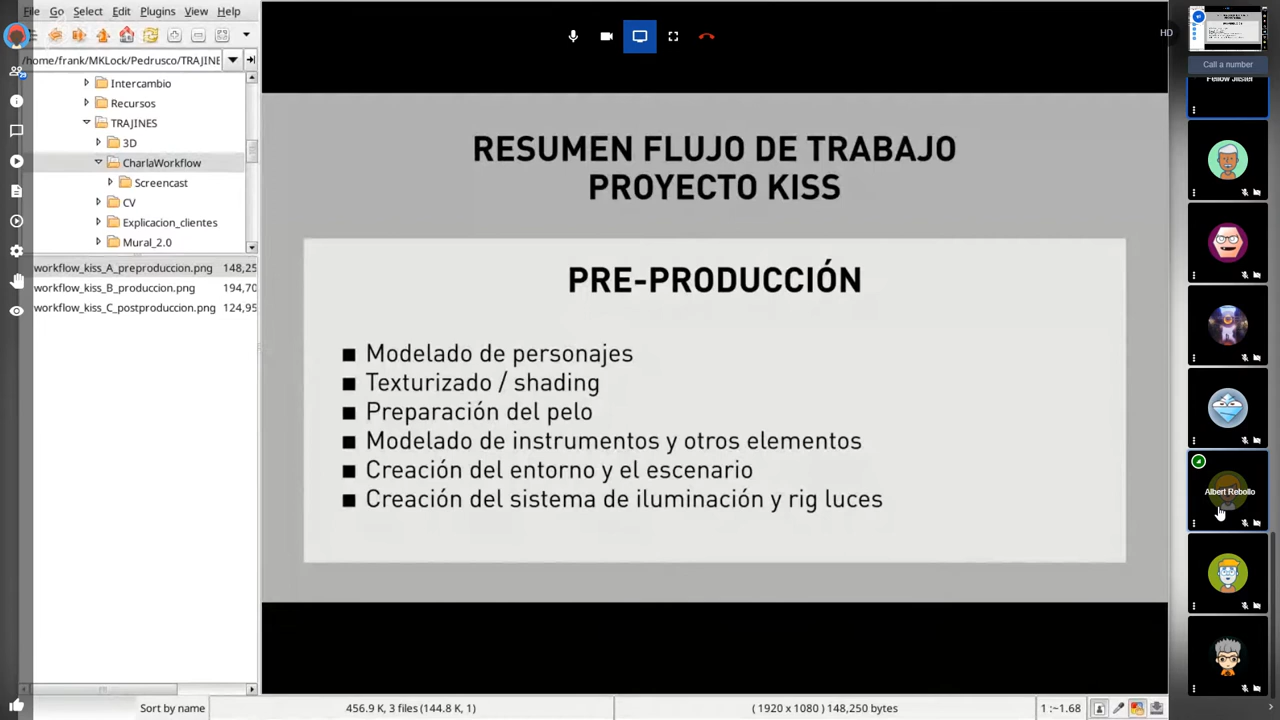 File Go Select Edit Plugins View Help
/home/frank/MKLock/Pedrusco/TRAJINE
Intercambio
Recursos
TRAJINES
3D
CharlaWorkflow
Screencast
CV
Explicacion_clientes
Mural_2.0
workflow_kiss_A_preproduccion.png 148,25
workflow_kiss_B_produccion.png 194,70
workflow_kiss_C_postproduccion.png 124,95
RESUMEN FLUJO DE TRABAJO
PROYECTO KISS
PRE-PRODUCCIÓN
■ Modelado de personajes
■ Texturizado / shading
■ Preparación del pelo
■ Modelado de instrumentos y otros elementos
■ Creación del entorno y el escenario
■ Creación del sistema de iluminación y rig luces
HD
Call a number
Fellow Jitster
Albert Rebollo
Sort by name
456.9 K, 3 files (144.8 K, 1)
( 1920 x 1080 ) 148,250 bytes
1 :~1.68